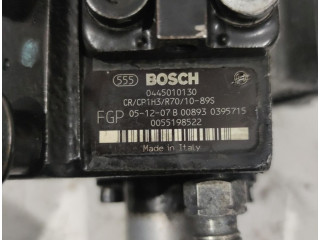 555 BOSCH
0445010130
CR/CP1H3/R70/10-89S
FGP 05-12-07 B 00893 0395715
0055198522
Made in Italy